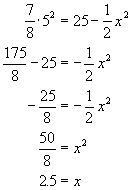 7/8 · 5² = 25 − 1/2 x²
175/8 − 25 = − 1/2 x²
− 25/8 = − 1/2 x²
50/8 = x²
2.5 = x